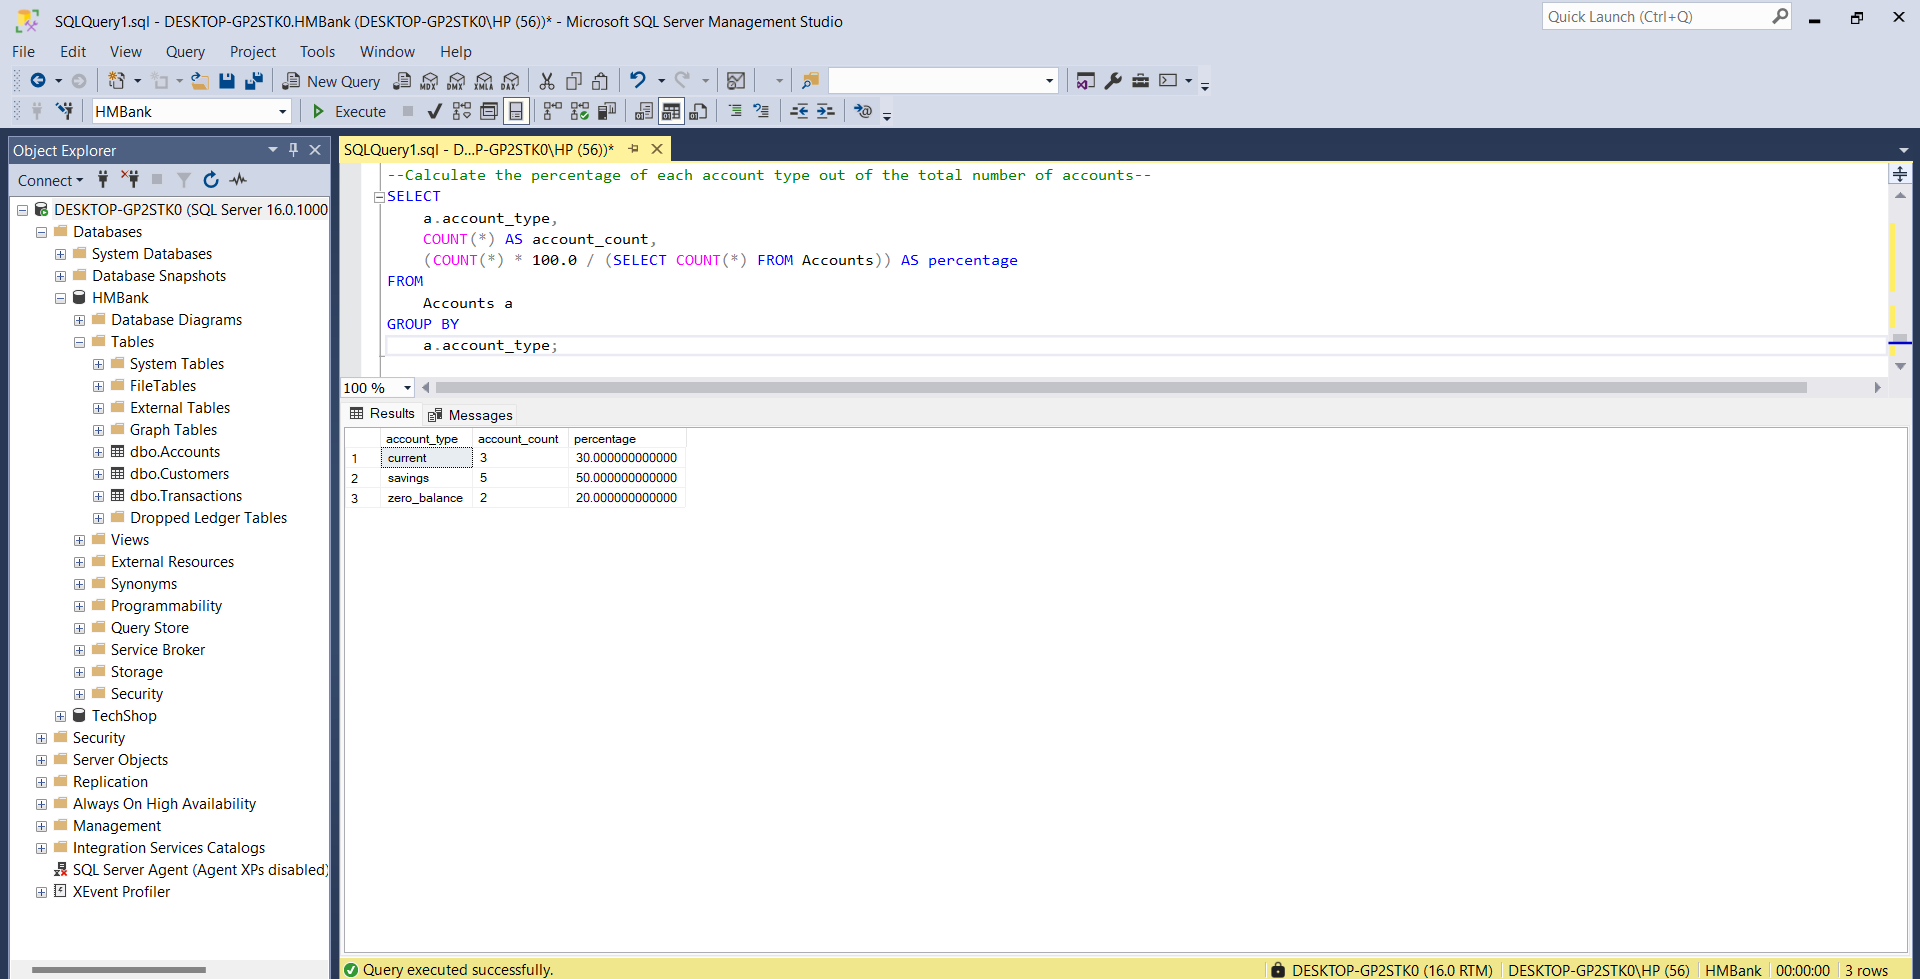 SQLQuery1.sql - DESKTOP-GP2STK0.HMBank (DESKTOP-GP2STK0\HP (56))* - Microsoft SQL Server Management Studio
Quick Launch (Ctrl+Q)
File Edit View Query Project Tools Window Help
New Query MDX DMX XMLA DAX
HMBank Execute
Object Explorer
Connect
DESKTOP-GP2STK0 (SQL Server 16.0.1000
Databases
System Databases
Database Snapshots
HMBank
Database Diagrams
Tables
System Tables
FileTables
External Tables
Graph Tables
dbo.Accounts
dbo.Customers
dbo.Transactions
Dropped Ledger Tables
Views
External Resources
Synonyms
Programmability
Query Store
Service Broker
Storage
Security
TechShop
Security
Server Objects
Replication
Always On High Availability
Management
Integration Services Catalogs
SQL Server Agent (Agent XPs disabled)
XEvent Profiler
SQLQuery1.sql - D...P-GP2STK0\HP (56))*
--Calculate the percentage of each account type out of the total number of accounts--
SELECT
a.account_type,
COUNT(*) AS account_count,
(COUNT(*) * 100.0 / (SELECT COUNT(*) FROM Accounts)) AS percentage
FROM
Accounts a
GROUP BY
a.account_type;
100 %
Results Messages
account_type account_count percentage
1 current 3 30.000000000000
2 savings 5 50.000000000000
3 zero_balance 2 20.000000000000
Query executed successfully.
DESKTOP-GP2STK0 (16.0 RTM) DESKTOP-GP2STK0\HP (56) HMBank 00:00:00 3 rows